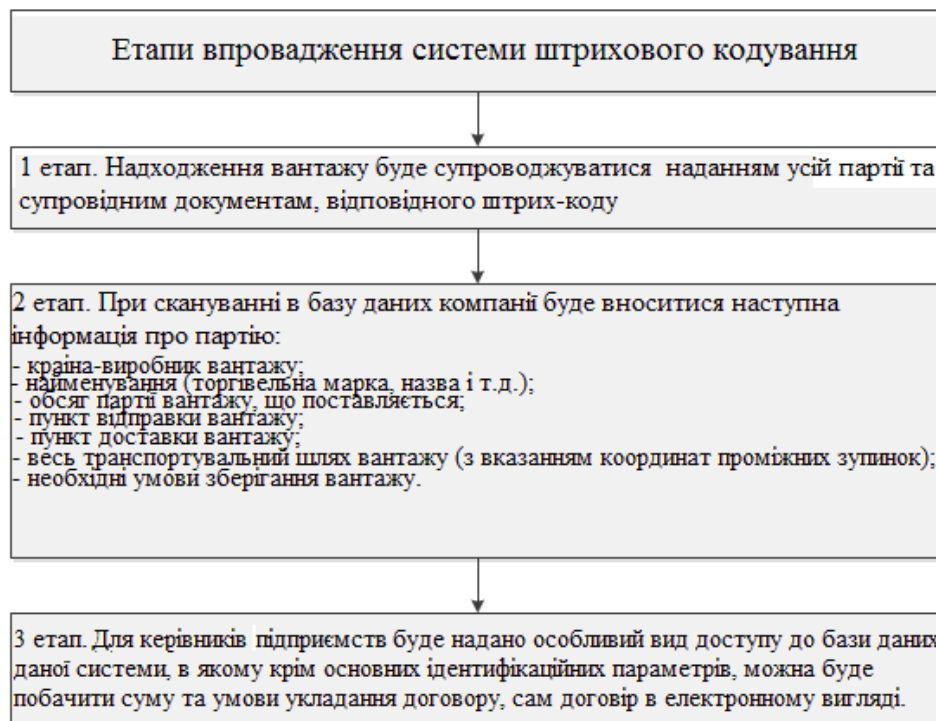 Етапи впровадження системи штрихового кодування
1 етап. Надходження вантажу буде супроводжуватися наданням усій партії та
супровідним документам, відповідного штрих-коду
2 етап. При скануванні в базу даних компанії буде вноситися наступна
інформація про партію:
- країна-виробник вантажу;
- найменування (торгівельна марка, назва і т.д.);
- обсяг партії вантажу, що поставляється;
- пункт відправки вантажу;
- пункт доставки вантажу;
- весь транспортувальний шлях вантажу (з вказанням координат проміжних зупинок);
- необхідні умови зберігання вантажу.
3 етап. Для керівників підприємств буде надано особливий вид доступу до бази даних
даної системи, в якому крім основних ідентифікаційних параметрів, можна буде
побачити суму та умови укладання договору, сам договір в електронному вигляді.